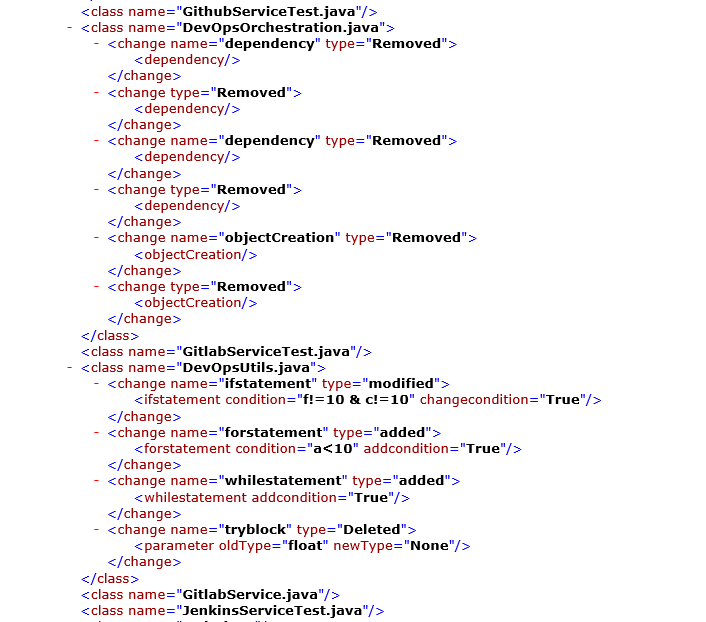 <class name="GithubServiceTest.java"/>
- <class name="DevOpsOrchestration.java">
- <change name="dependency" type="Removed">
<dependency/>
</change>
- <change type="Removed">
<dependency/>
</change>
- <change name="dependency" type="Removed">
<dependency/>
</change>
- <change type="Removed">
<dependency/>
</change>
- <change name="objectCreation" type="Removed">
<objectCreation/>
</change>
- <change type="Removed">
<objectCreation/>
</change>
</class>
<class name="GitlabServiceTest.java"/>
- <class name="DevOpsUtils.java">
- <change name="ifstatement" type="modified">
<ifstatement condition="f!=10 & c!=10" changecondition="True"/>
</change>
- <change name="forstatement" type="added">
<forstatement condition="a<10" addcondition="True"/>
</change>
- <change name="whilestatement" type="added">
<whilestatement addcondition="True"/>
</change>
- <change name="tryblock" type="Deleted">
<parameter oldType="float" newType="None"/>
</change>
</class>
<class name="GitlabService.java"/>
<class name="JenkinsServiceTest.java"/>